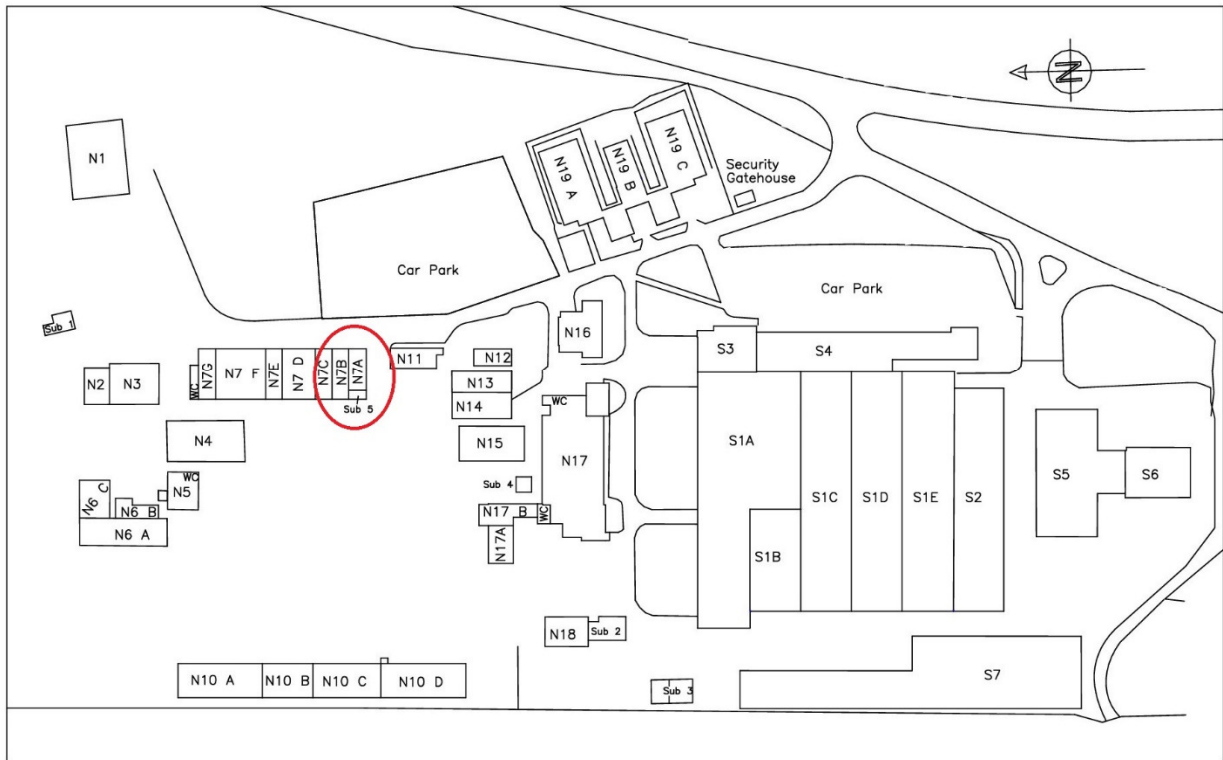 N
N1
N19 A
N19 B
N19 C
Security
Gatehouse
Car Park
Car Park
Sub 1
N16
N2
N3
WC
N7G
N7 F
N7E
N7 D
N7C
N7B
N7A
Sub 5
N11
N12
N13
N14
S3
S4
N4
N15
WC
N17
S1A
S1C
S1D
S1E
S2
S5
S6
N6 C
N6 B
N6 A
WC
N5
Sub 4
N17 B
WC
N17A
S1B
N18
Sub 2
N10 A
N10 B
N10 C
N10 D
Sub 3
S7